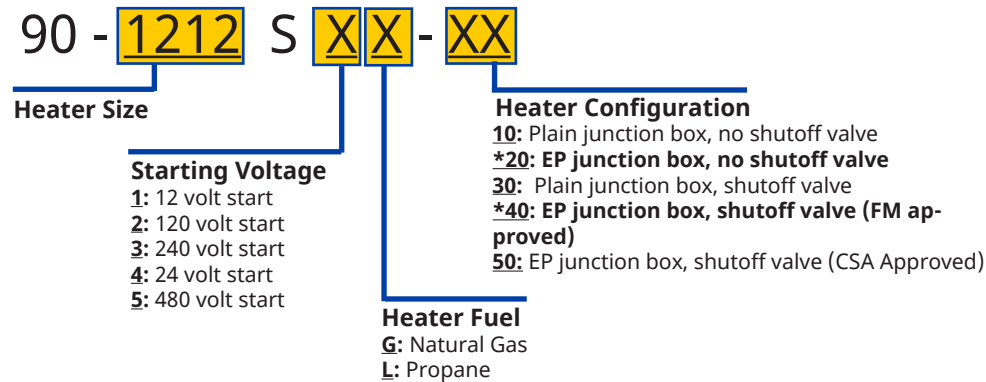 90 - 1212 S X X - XX
Heater Size
Starting Voltage
1: 12 volt start
2: 120 volt start
3: 240 volt start
4: 24 volt start
5: 480 volt start
Heater Fuel
G: Natural Gas
L: Propane
Heater Configuration
10: Plain junction box, no shutoff valve
*20: EP junction box, no shutoff valve
30: Plain junction box, shutoff valve
*40: EP junction box, shutoff valve (FM ap-
proved)
50: EP junction box, shutoff valve (CSA Approved)